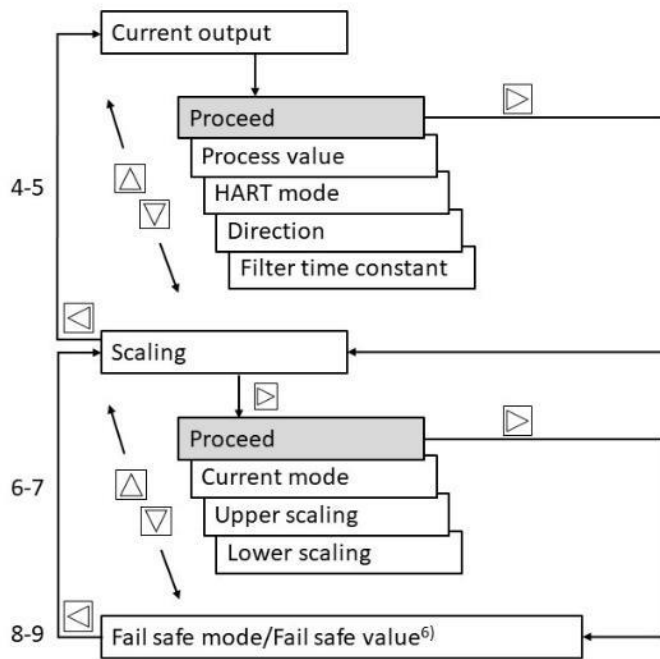 Current output
Proceed
Process value
HART mode
4-5
Direction
Filter time constant
Scaling
Proceed
Current mode
6-7
Upper scaling
Lower scaling
8-9
Fail safe mode/Fail safe value⁶⁾